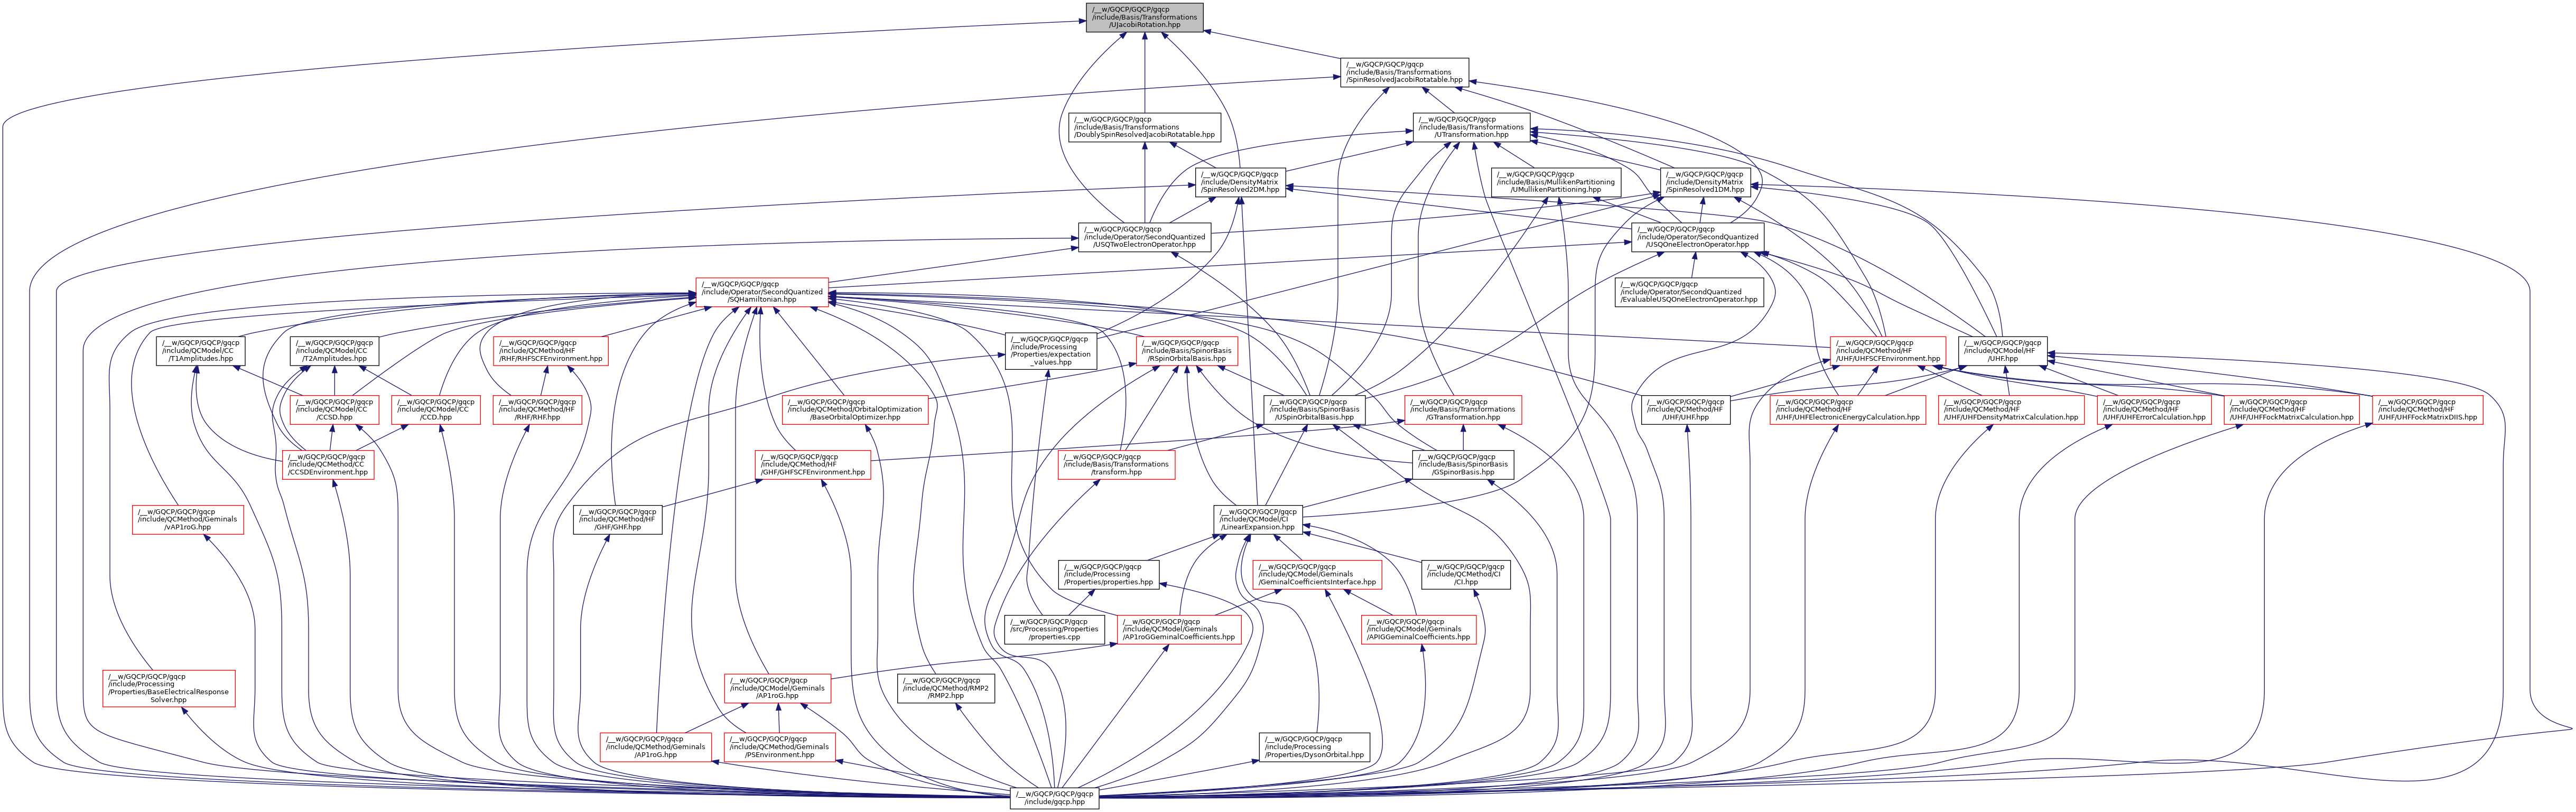 /__w/GQCP/GQCP/gqcp
/include/Basis/Transformations
/UJacobiRotation.hpp
/__w/GQCP/GQCP/gqcp
/include/Basis/Transformations
/SpinResolvedJacobiRotatable.hpp
/__w/GQCP/GQCP/gqcp
/include/Basis/Transformations
/DoublySpinResolvedJacobiRotatable.hpp
/__w/GQCP/GQCP/gqcp
/include/Basis/Transformations
/UTransformation.hpp
/__w/GQCP/GQCP/gqcp
/include/DensityMatrix
/SpinResolved2DM.hpp
/__w/GQCP/GQCP/gqcp
/include/Basis/MullikenPartitioning
/UMullikenPartitioning.hpp
/__w/GQCP/GQCP/gqcp
/include/DensityMatrix
/SpinResolved1DM.hpp
/__w/GQCP/GQCP/gqcp
/include/Operator/SecondQuantized
/USQTwoElectronOperator.hpp
/__w/GQCP/GQCP/gqcp
/include/Operator/SecondQuantized
/USQOneElectronOperator.hpp
/__w/GQCP/GQCP/gqcp
/include/Operator/SecondQuantized
/SQHamiltonian.hpp
/__w/GQCP/GQCP/gqcp
/include/Operator/SecondQuantized
/EvaluableUSQOneElectronOperator.hpp
/__w/GQCP/GQCP/gqcp
/include/QCModel/CC
/T1Amplitudes.hpp
/__w/GQCP/GQCP/gqcp
/include/QCModel/CC
/T2Amplitudes.hpp
/__w/GQCP/GQCP/gqcp
/include/QCMethod/HF
/RHF/RHFSCFEnvironment.hpp
/__w/GQCP/GQCP/gqcp
/include/Processing
/Properties/expectation
_values.hpp
/__w/GQCP/GQCP/gqcp
/include/Basis/SpinorBasis
/RSpinOrbitalBasis.hpp
/__w/GQCP/GQCP/gqcp
/include/QCMethod/HF
/UHF/UHFSCFEnvironment.hpp
/__w/GQCP/GQCP/gqcp
/include/QCModel/HF
/UHF.hpp
/__w/GQCP/GQCP/gqcp
/include/QCModel/CC
/CCSD.hpp
/__w/GQCP/GQCP/gqcp
/include/QCModel/CC
/CCD.hpp
/__w/GQCP/GQCP/gqcp
/include/QCMethod/HF
/RHF/RHF.hpp
/__w/GQCP/GQCP/gqcp
/include/QCMethod/OrbitalOptimization
/BaseOrbitalOptimizer.hpp
/__w/GQCP/GQCP/gqcp
/include/Basis/SpinorBasis
/USpinOrbitalBasis.hpp
/__w/GQCP/GQCP/gqcp
/include/Basis/Transformations
/GTransformation.hpp
/__w/GQCP/GQCP/gqcp
/include/QCMethod/HF
/UHF/UHF.hpp
/__w/GQCP/GQCP/gqcp
/include/QCMethod/HF
/UHF/UHFElectronicEnergyCalculation.hpp
/__w/GQCP/GQCP/gqcp
/include/QCMethod/HF
/UHF/UHFDensityMatrixCalculation.hpp
/__w/GQCP/GQCP/gqcp
/include/QCMethod/HF
/UHF/UHFErrorCalculation.hpp
/__w/GQCP/GQCP/gqcp
/include/QCMethod/HF
/UHF/UHFFockMatrixCalculation.hpp
/__w/GQCP/GQCP/gqcp
/include/QCMethod/HF
/UHF/UHFFockMatrixDIIS.hpp
/__w/GQCP/GQCP/gqcp
/include/QCMethod/CC
/CCSDEnvironment.hpp
/__w/GQCP/GQCP/gqcp
/include/QCMethod/HF
/GHF/GHFSCFEnvironment.hpp
/__w/GQCP/GQCP/gqcp
/include/Basis/Transformations
/transform.hpp
/__w/GQCP/GQCP/gqcp
/include/Basis/SpinorBasis
/GSpinorBasis.hpp
/__w/GQCP/GQCP/gqcp
/include/QCMethod/Geminals
/vAP1roG.hpp
/__w/GQCP/GQCP/gqcp
/include/QCMethod/HF
/GHF/GHF.hpp
/__w/GQCP/GQCP/gqcp
/include/QCModel/CI
/LinearExpansion.hpp
/__w/GQCP/GQCP/gqcp
/include/Processing
/Properties/properties.hpp
/__w/GQCP/GQCP/gqcp
/include/QCModel/Geminals
/GeminalCoefficientsInterface.hpp
/__w/GQCP/GQCP/gqcp
/include/QCMethod/CI
/CI.hpp
/__w/GQCP/GQCP/gqcp
/src/Processing/Properties
/properties.cpp
/__w/GQCP/GQCP/gqcp
/include/QCModel/Geminals
/AP1roGGeminalCoefficients.hpp
/__w/GQCP/GQCP/gqcp
/include/QCModel/Geminals
/APIGGeminalCoefficients.hpp
/__w/GQCP/GQCP/gqcp
/include/Processing
/Properties/BaseElectricalResponse
Solver.hpp
/__w/GQCP/GQCP/gqcp
/include/QCModel/Geminals
/AP1roG.hpp
/__w/GQCP/GQCP/gqcp
/include/QCMethod/RMP2
/RMP2.hpp
/__w/GQCP/GQCP/gqcp
/include/QCMethod/Geminals
/AP1roG.hpp
/__w/GQCP/GQCP/gqcp
/include/QCMethod/Geminals
/PSEnvironment.hpp
/__w/GQCP/GQCP/gqcp
/include/Processing
/Properties/DysonOrbital.hpp
/__w/GQCP/GQCP/gqcp
/include/gqcp.hpp